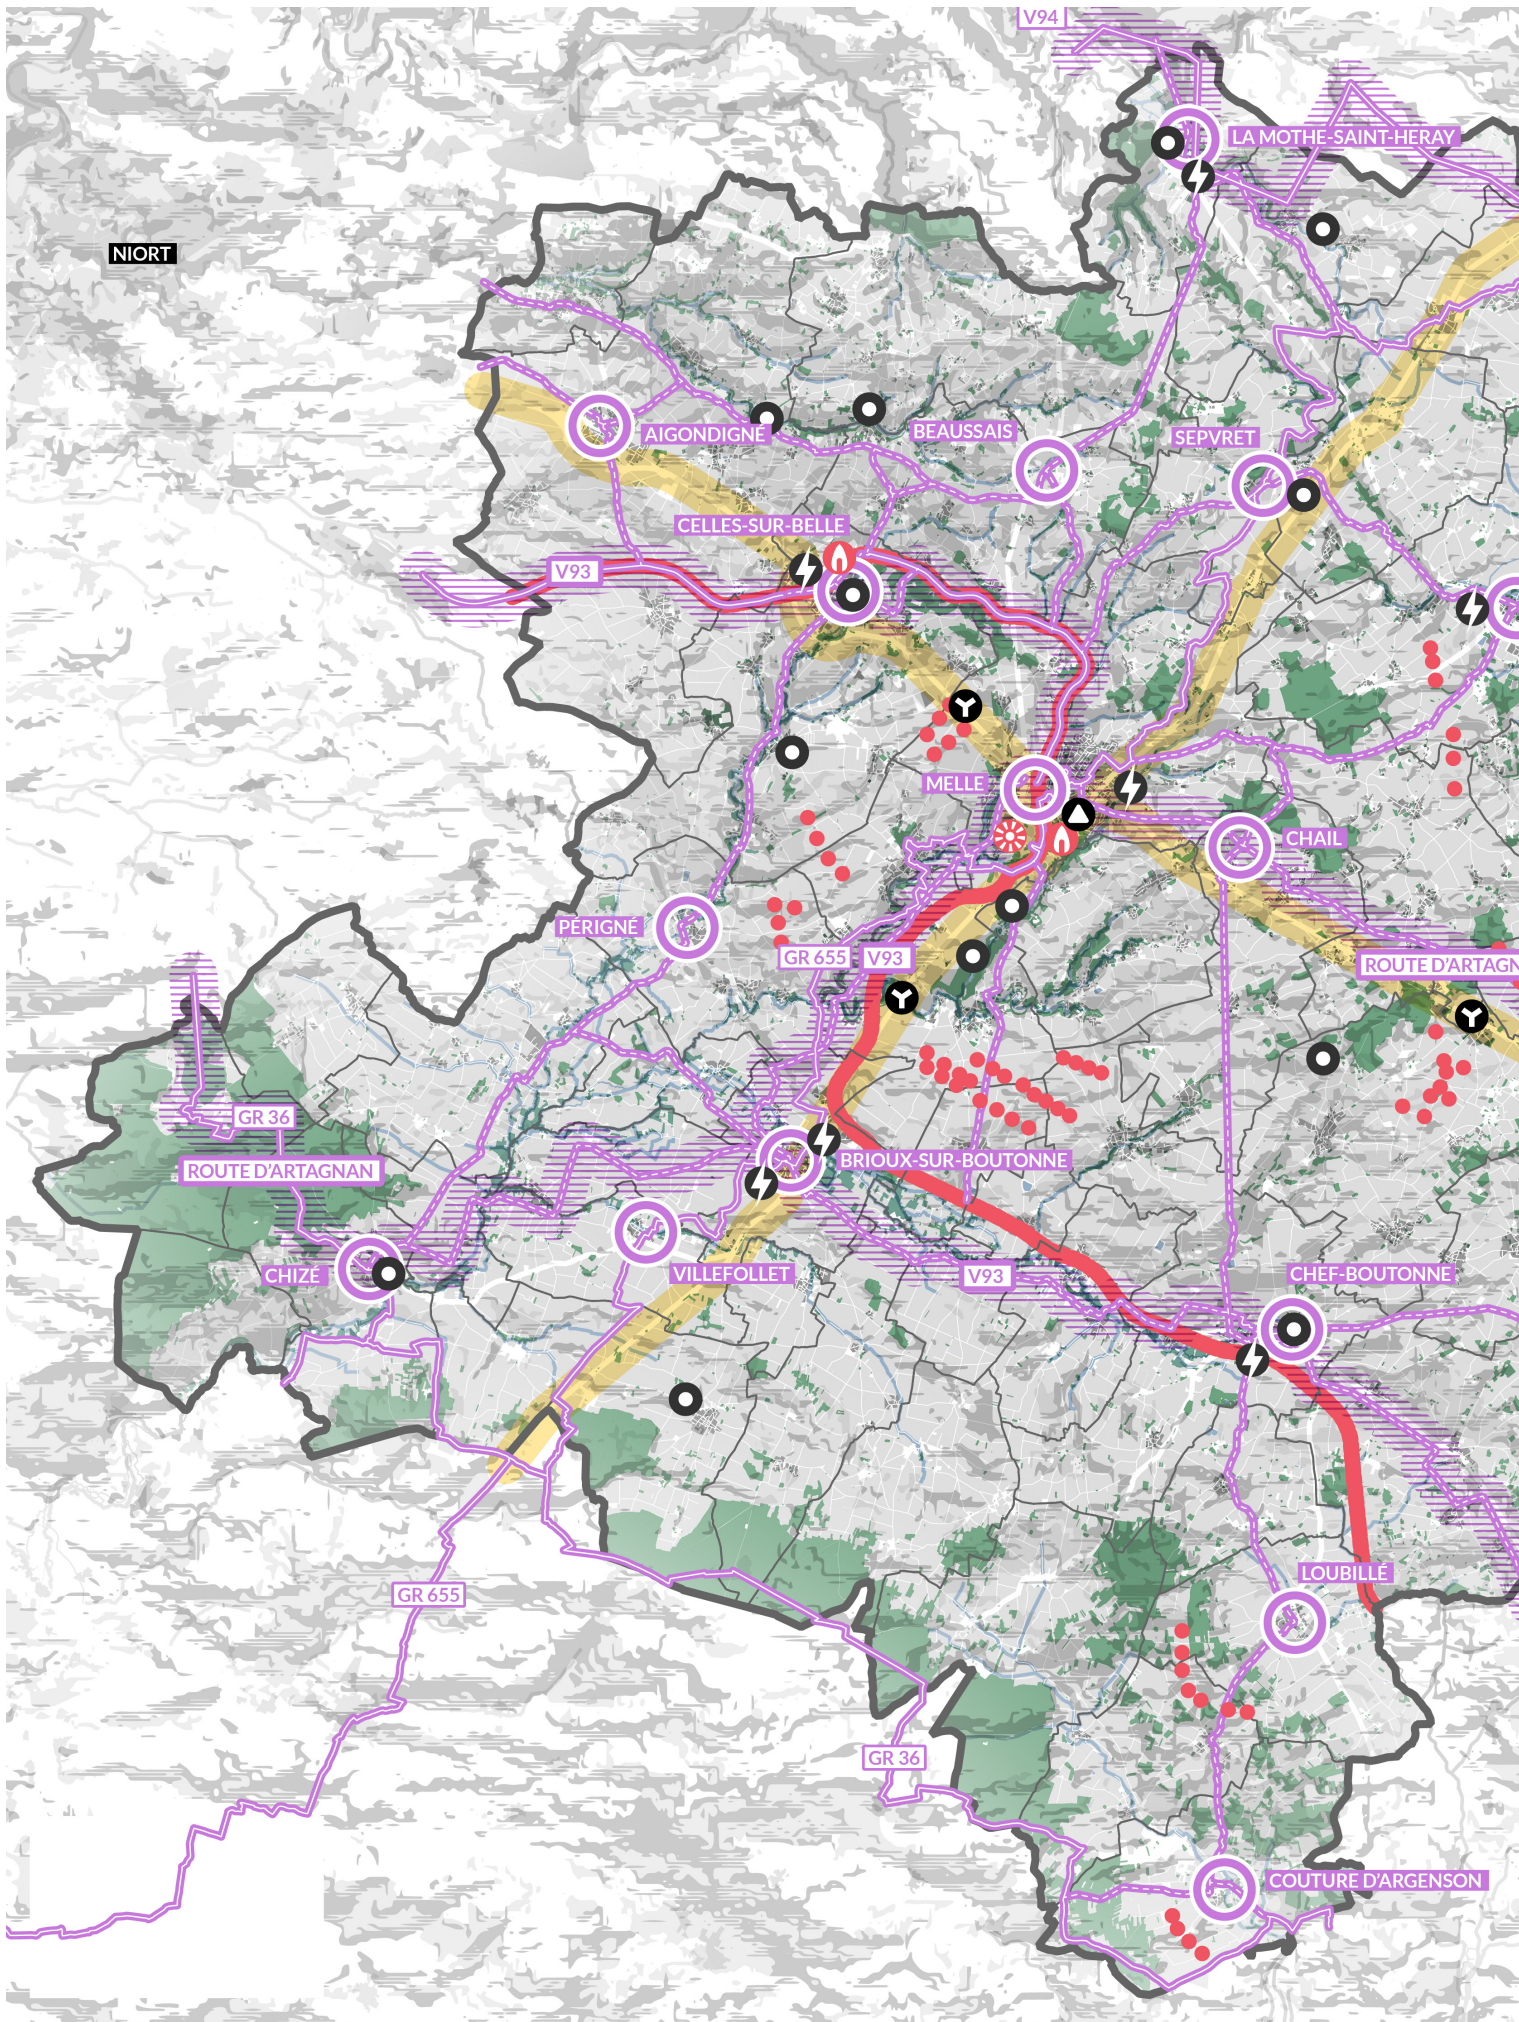 V94
LA MOTHE-SAINT-HERAY
NIORT
AIGONDIGNÉ
BEAUSSAIS
SEPVRET
CELLES-SUR-BELLE
V93
MELLE
CHAIL
PÉRIGNÉ
GR 655
V93
ROUTE D'ARTAGN
GR 36
ROUTE D'ARTAGNAN
BRIOUX-SUR-BOUTONNE
CHIZÉ
VILLEFOLLET
V93
CHEF-BOUTONNE
LOUBILLÉ
GR 655
GR 36
COUTURE D'ARGENSON